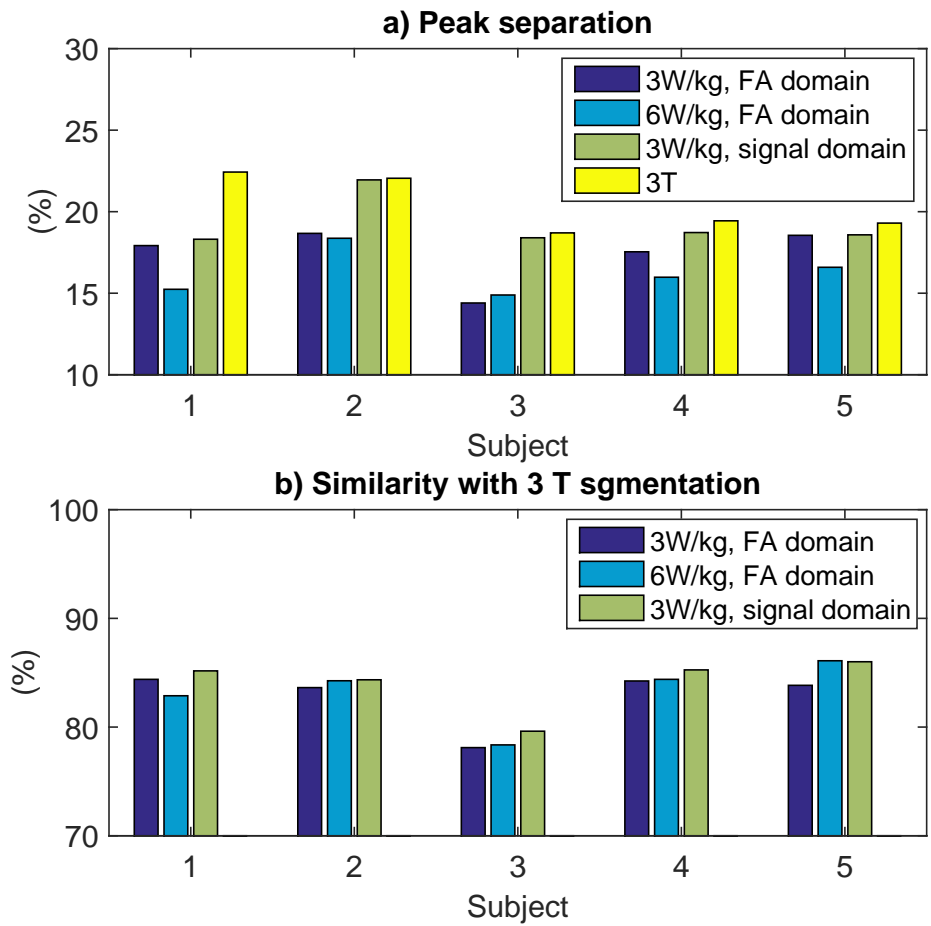 a) Peak separation
30
25
20
15
10
(%)
3W/kg, FA domain
6W/kg, FA domain
3W/kg, signal domain
3T
1 2 3 4 5
Subject
b) Similarity with 3 T sgmentation
100
90
80
70
(%)
3W/kg, FA domain
6W/kg, FA domain
3W/kg, signal domain
1 2 3 4 5
Subject